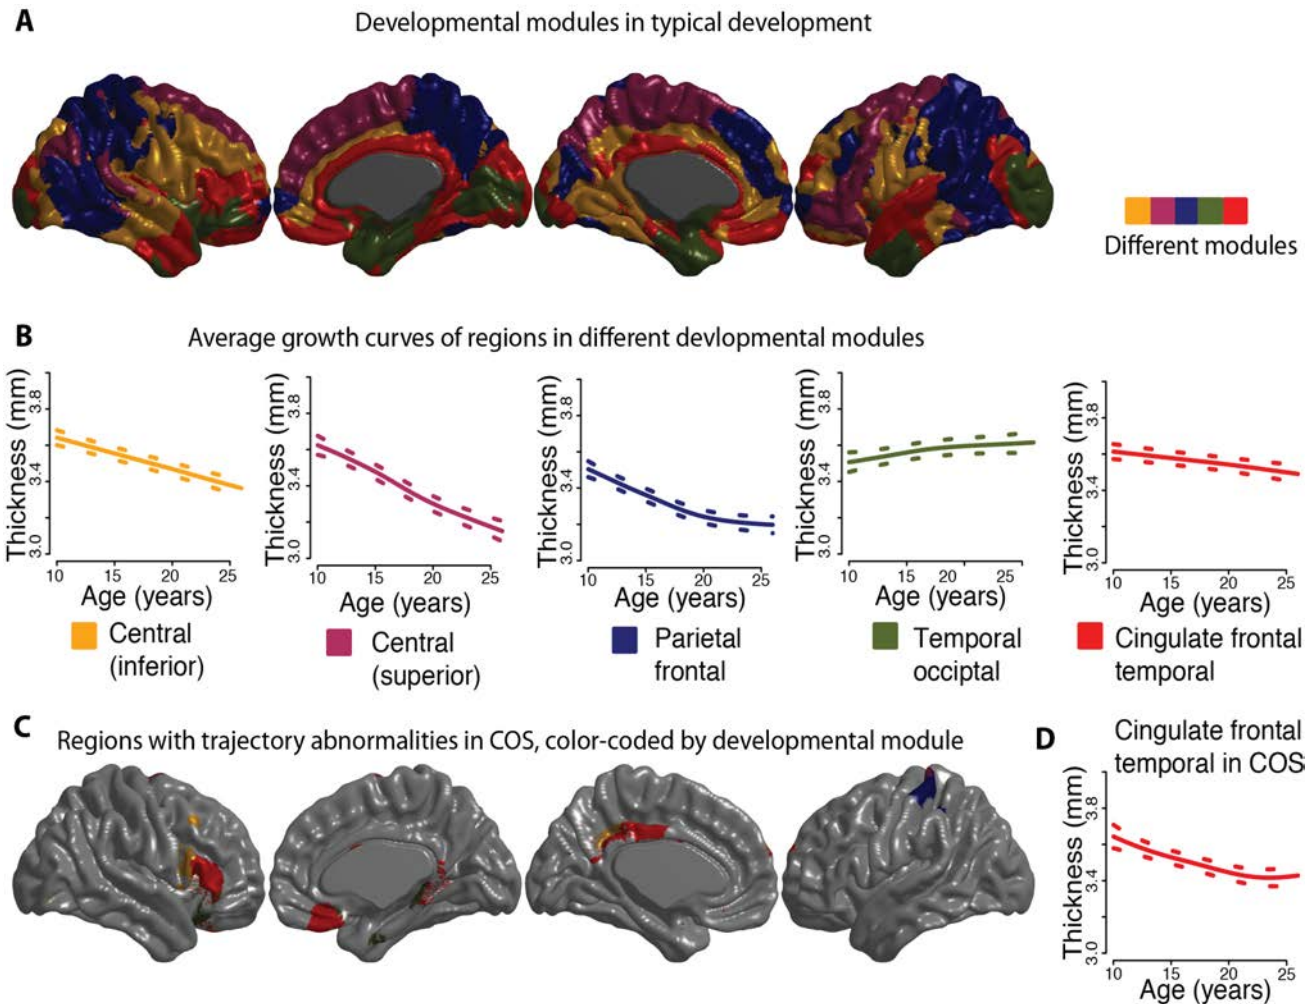 A
Developmental modules in typical development
Different modules
B
Average growth curves of regions in different devlopmental modules
Thickness (mm)
3.0
3.4
3.8
10 15 20 25
Age (years)
Central
(inferior)
Thickness (mm)
3.0
3.4
3.8
10 15 20 25
Age (years)
Central
(superior)
Thickness (mm)
3.0
3.4
3.8
10 15 20 25
Age (years)
Parietal
frontal
Thickness (mm)
3.0
3.4
3.8
10 15 20 25
Age (years)
Temporal
occiptal
Thickness (mm)
3.0
3.4
3.8
10 15 20 25
Age (years)
Cingulate frontal
temporal
C
Regions with trajectory abnormalities in COS, color-coded by developmental module
D
Cingulate frontal
temporal in COS
Thickness (mm)
3.0
3.4
3.8
10 15 20 25
Age (years)